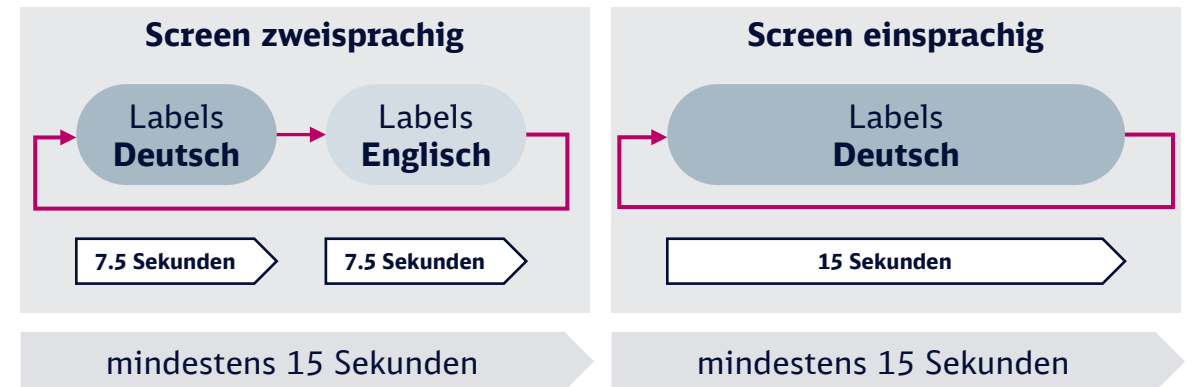 Screen zweisprachig
Labels
Deutsch
Labels
Englisch
7.5 Sekunden
7.5 Sekunden
mindestens 15 Sekunden
Screen einsprachig
Labels
Deutsch
15 Sekunden
mindestens 15 Sekunden